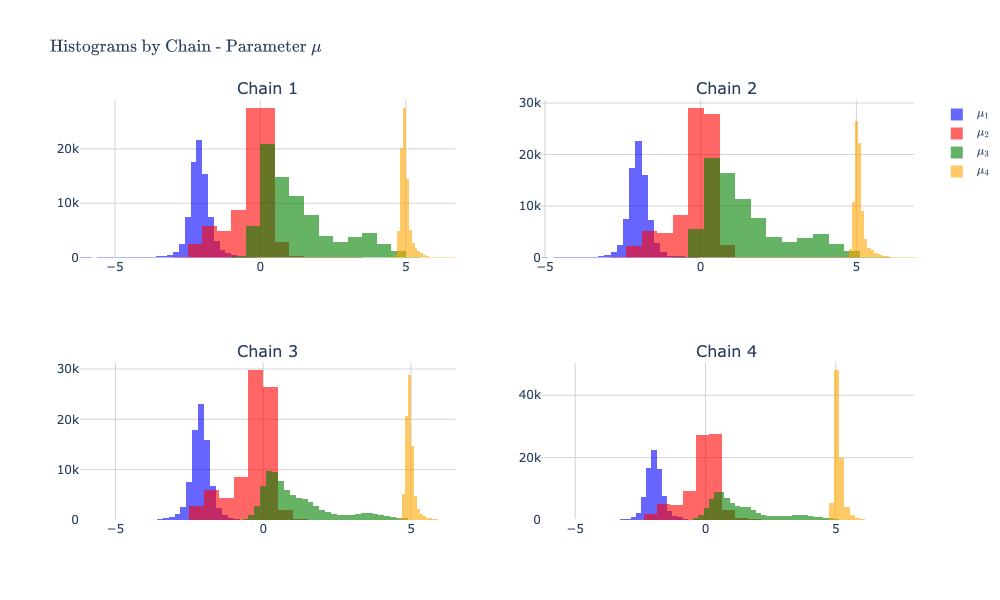 Histograms by Chain - Parameter μ
Chain 1
20k
10k
0
−5
0
5
Chain 2
30k
20k
10k
0
−5
0
5
μ₁
μ₂
μ₃
μ₄
Chain 3
30k
20k
10k
0
−5
0
5
Chain 4
40k
20k
0
−5
0
5